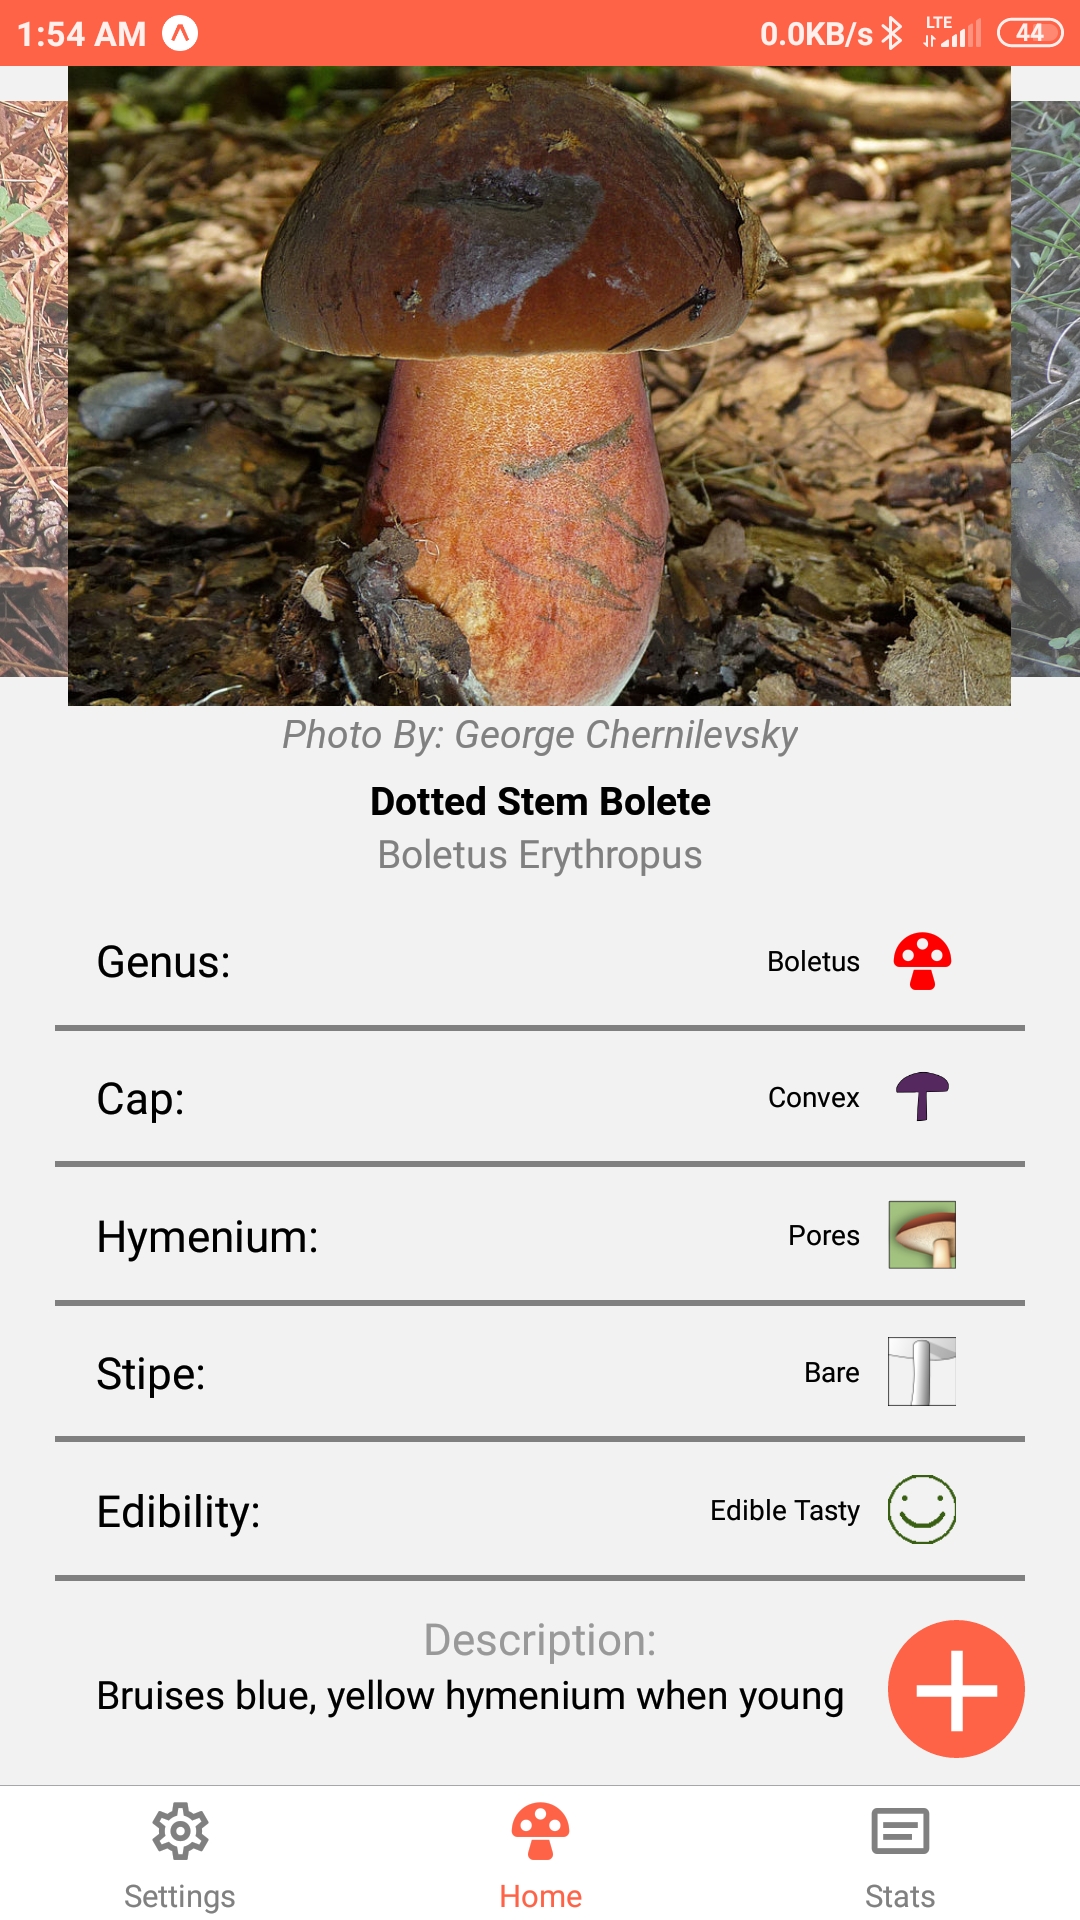 1:54 AM 0.0KB/s LTE 44
Photo By: George Chernilevsky
Dotted Stem Bolete
Boletus Erythropus
Genus: Boletus
Cap: Convex
Hymenium: Pores
Stipe: Bare
Edibility: Edible Tasty
Description:
Bruises blue, yellow hymenium when young
Settings Home Stats